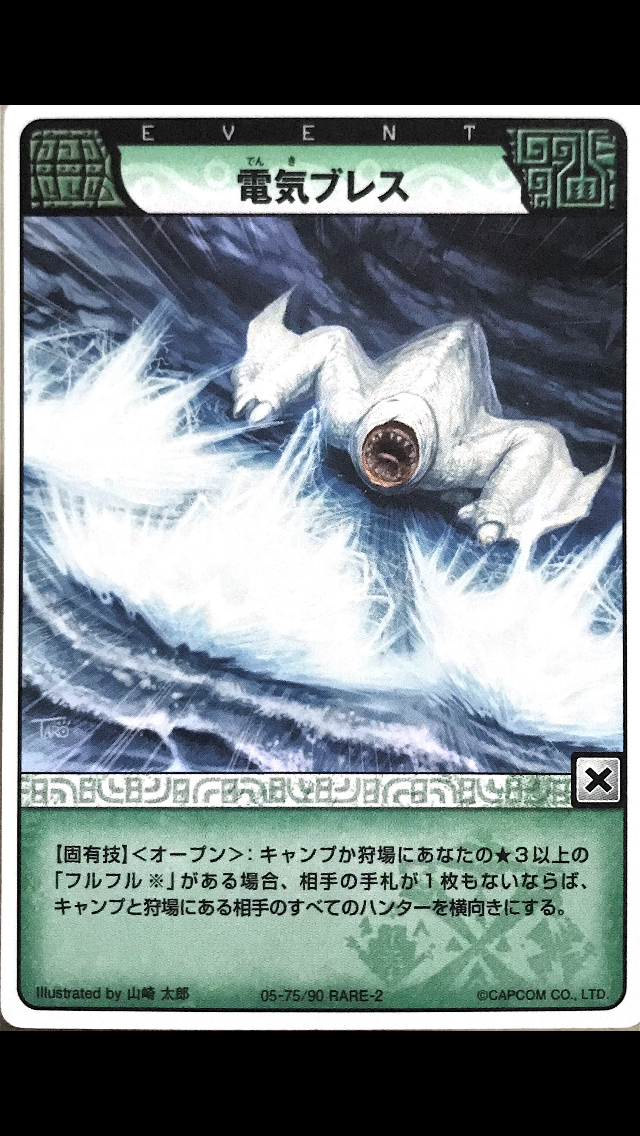 EVENT
でんき
電気ブレス
TARO
【固有技】<オープン>：キャンプか狩場にあなたの★3以上の
「フルフル※」がある場合、相手の手札が1枚もないならば、
キャンプと狩場にある相手のすべてのハンターを横向きにする。
Illustrated by 山崎 太郎 05-75/90 RARE-2 ©CAPCOM CO., LTD.